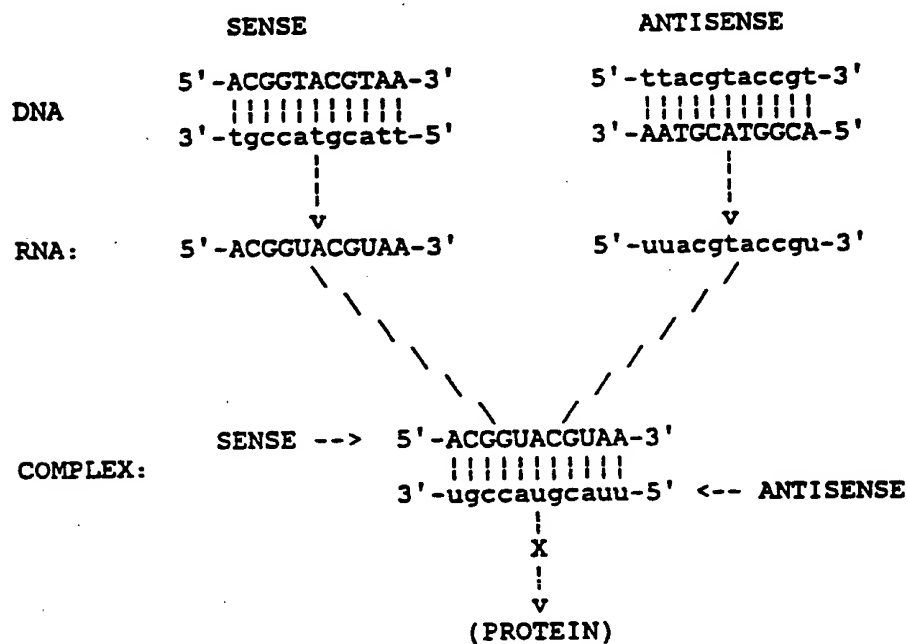 SENSE ANTISENSE
5'-ACGGTACGTAA-3' 5'-ttacgtaccgt-3'
DNA
3'-tgccatgcatt-5' 3'-AATGCATGGCA-5'
v v
RNA: 5'-ACGGUACGUAA-3' 5'-uuacgtaccgu-3'
SENSE --> 5'-ACGGUACGUAA-3'
COMPLEX:
3'-ugccaugcauu-5' <-- ANTISENSE
X
v
(PROTEIN)